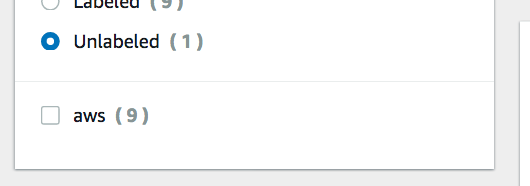 Labeled ( 9 )
Unlabeled ( 1 )
aws ( 9 )